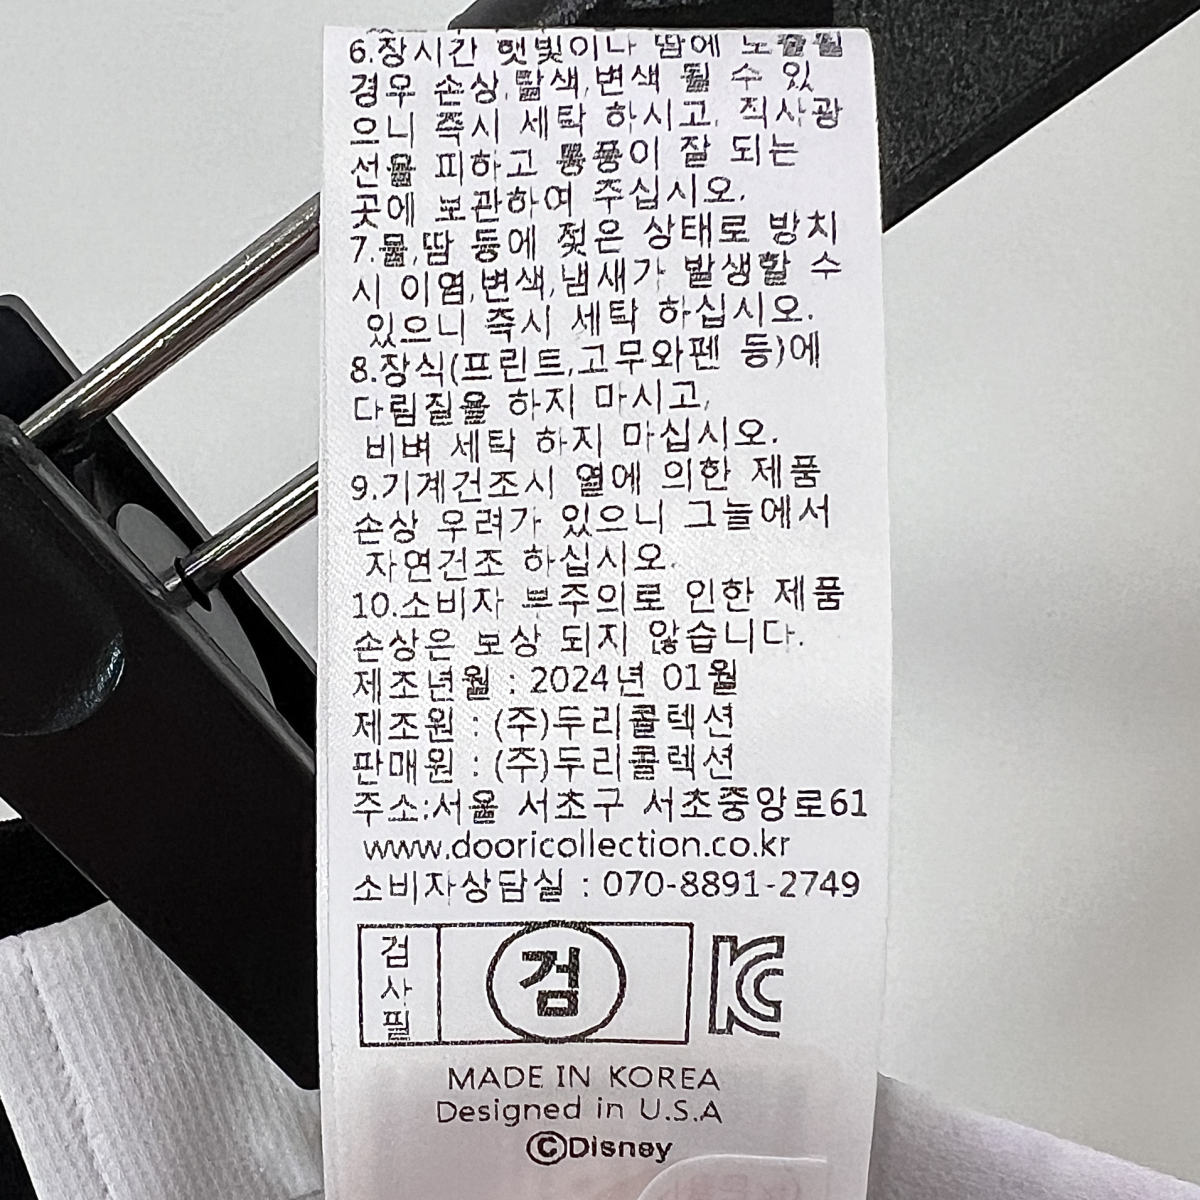 6.장시간 햇빛이나 땀에 노출될
경우 손상,탈색,변색 될 수 있
으니 즉시 세탁 하시고, 직사광
선을 피하고 통풍이 잘 되는
곳에 보관하여 주십시오.
7.물,땀 등에 젖은 상태로 방치
시 이염,변색,냄새가 발생할 수
있으니 즉시 세탁 하십시오.
8.장식(프린트,고무와펜 등)에
다림질을 하지 마시고,
비벼 세탁 하지 마십시오.
9.기계건조시 열에 의한 제품
손상 우려가 있으니 그늘에서
자연건조 하십시오.
10.소비자 부주의로 인한 제품
손상은 보상 되지 않습니다.
제조년월 : 2024년 01월
제조원 : (주)두리콜텍션
판매원 : (주)두리콜렉션
주소:서울 서초구 서초중앙로61
www.dooricollection.co.kr
소비자상담실 : 070-8891-2749
검사필
검
KC
MADE IN KOREA
Designed in U.S.A
©Disney